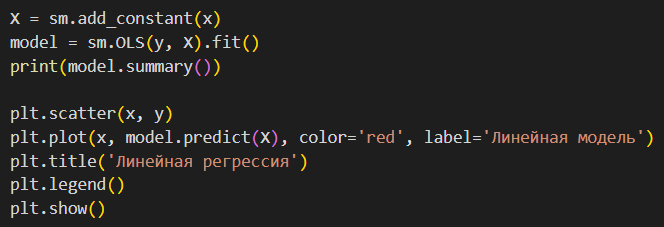 X = sm.add_constant(x)
model = sm.OLS(y, X).fit()
print(model.summary())
plt.scatter(x, y)
plt.plot(x, model.predict(X), color='red', label='Линейная модель')
plt.title('Линейная регрессия')
plt.legend()
plt.show()